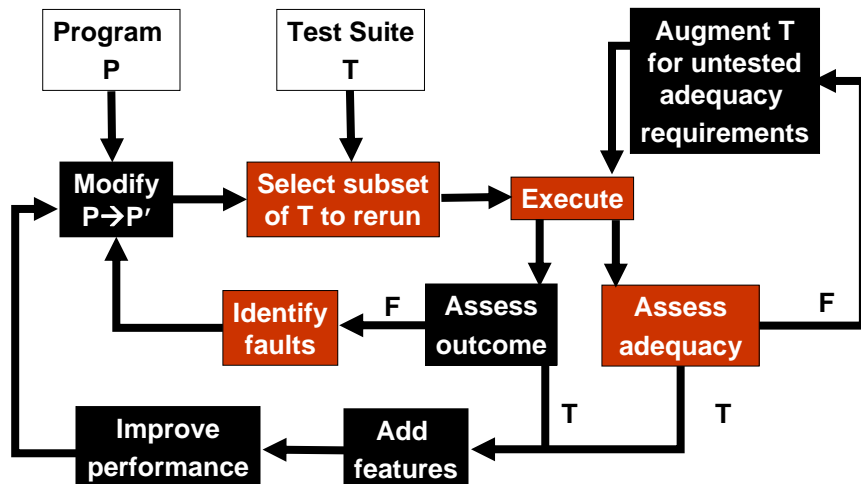 Program
P
Test Suite
T
Augment T
for untested
adequacy
requirements
Modify
P→P′
Select subset
of T to rerun
Execute
Identify
faults
F
Assess
outcome
Assess
adequacy
F
T
T
Improve
performance
Add
features